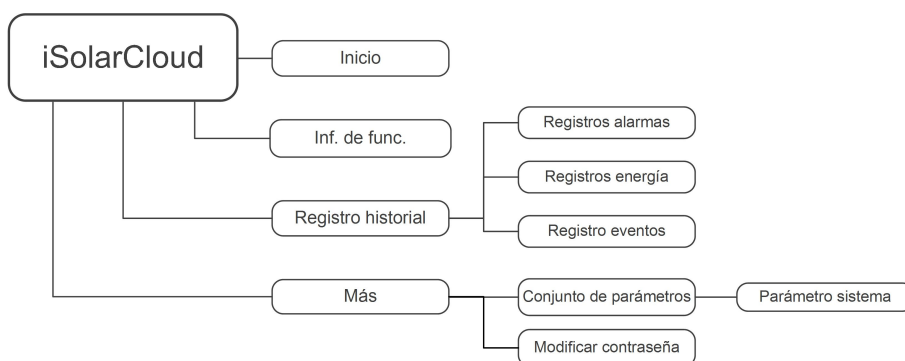 iSolarCloud
Inicio
Inf. de func.
Registro historial
Registros alarmas
Registros energía
Registro eventos
Más
Conjunto de parámetros
Parámetro sistema
Modificar contraseña